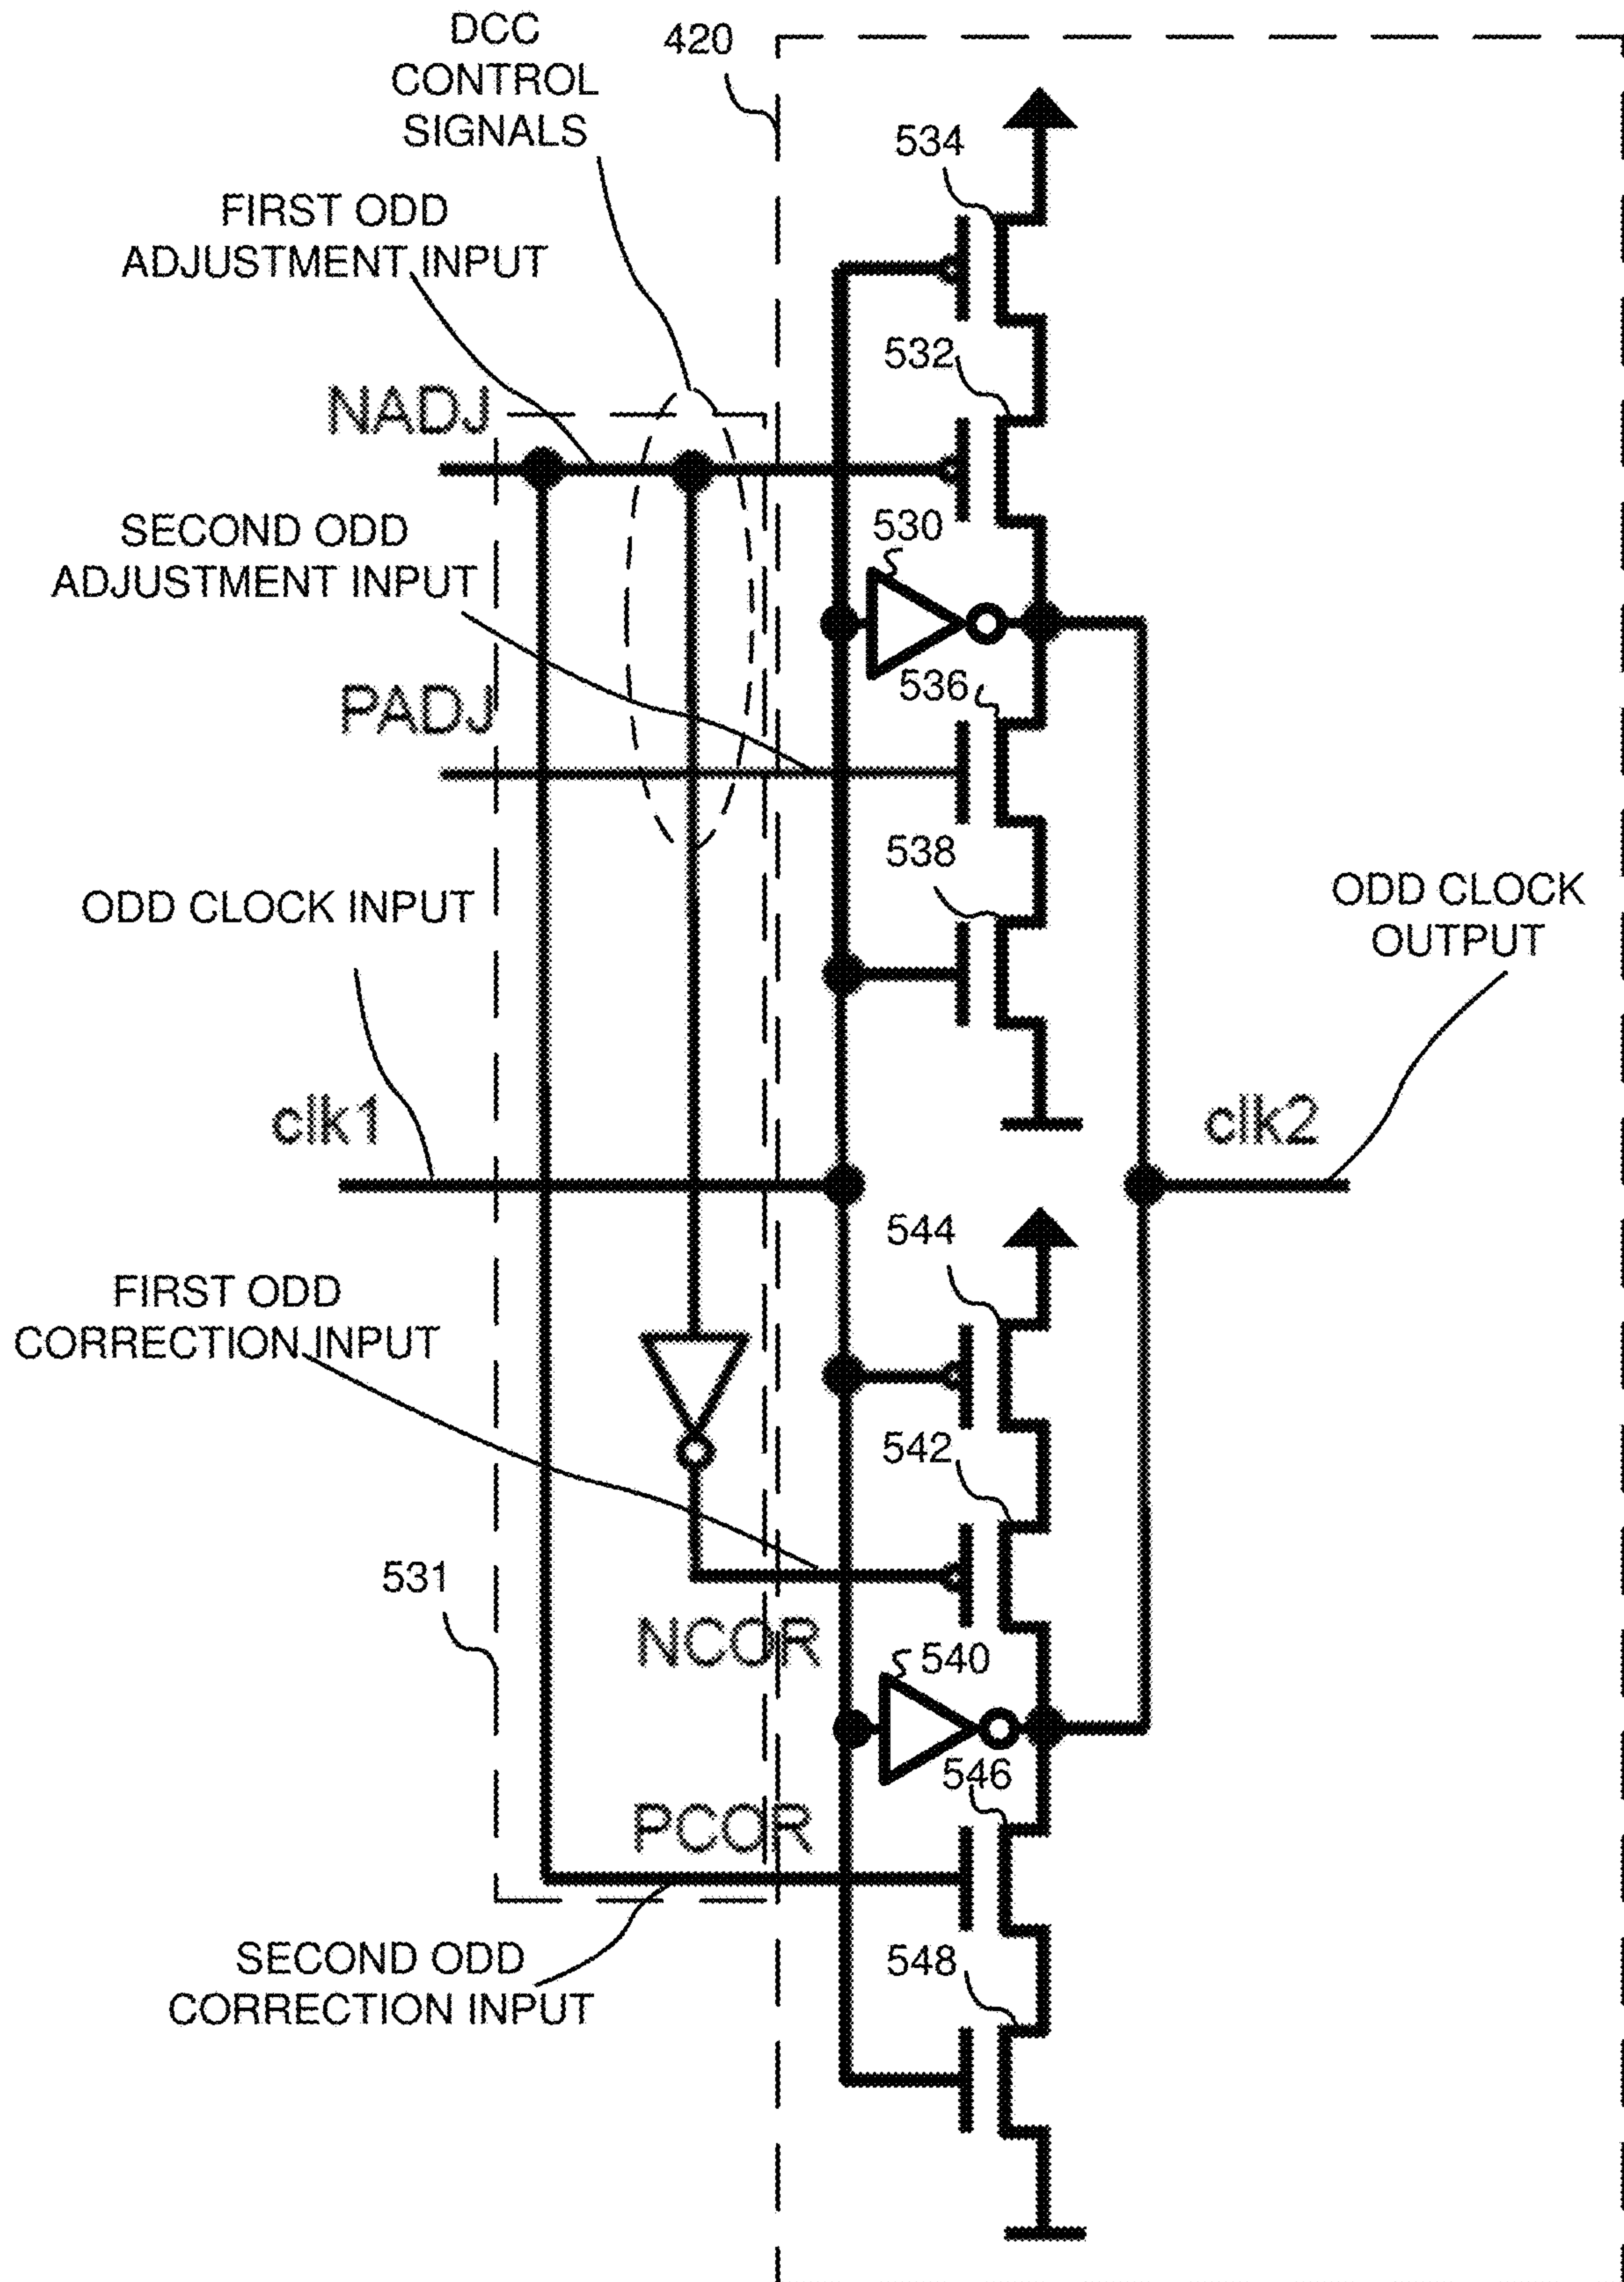 DCC
CONTROL
SIGNALS
420
534
FIRST ODD
ADJUSTMENT INPUT
532
NADJ
SECOND ODD
ADJUSTMENT INPUT
530
PADJ
536
538
ODD CLOCK INPUT
ODD CLOCK
OUTPUT
clk1
clk2
544
FIRST ODD
CORRECTION INPUT
542
531
NCOR
540
546
PCOR
SECOND ODD
CORRECTION INPUT
548